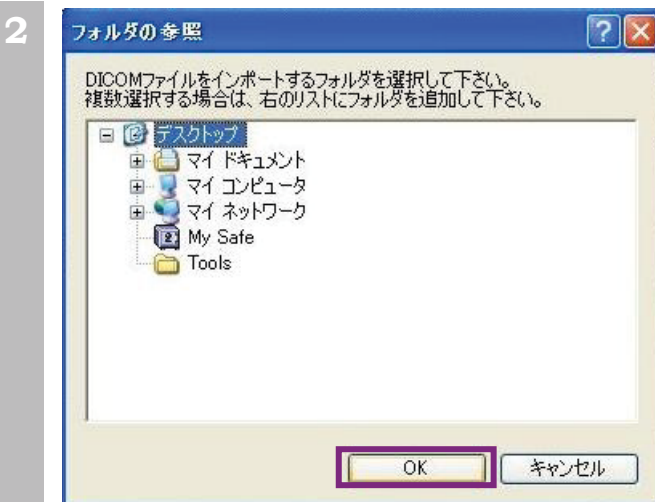 2
フォルダの参照
DICOMファイルをインポートするフォルダを選択して下さい。
複数選択する場合は、右のリストにフォルダを追加して下さい。
デスクトップ
マイ ドキュメント
マイ コンピュータ
マイ ネットワーク
My Safe
Tools
OK キャンセル